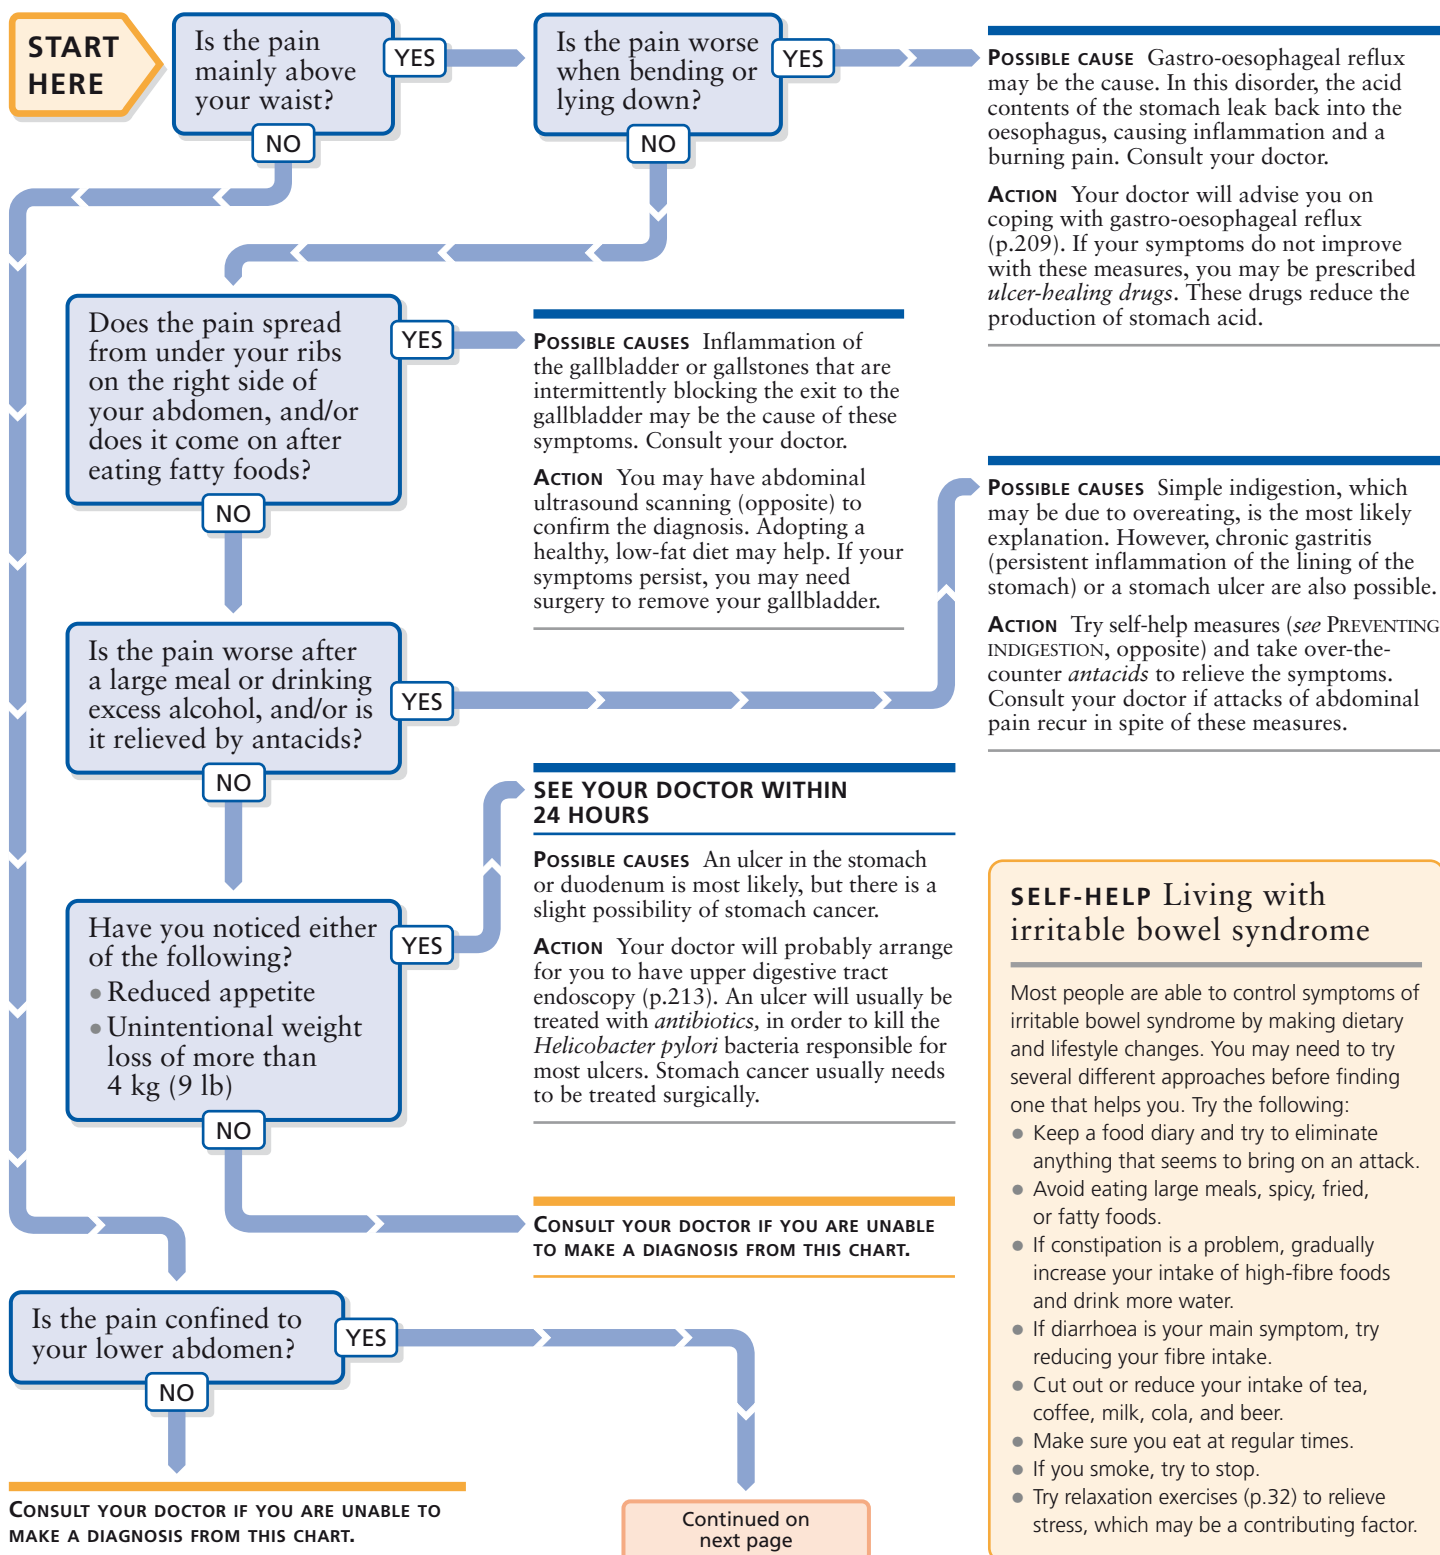 START
HERE
Is the pain
mainly above
your waist?
YES
NO
Is the pain worse
when bending or
lying down?
YES
NO
POSSIBLE CAUSE Gastro-oesophageal reflux
may be the cause. In this disorder, the acid
contents of the stomach leak back into the
oesophagus, causing inflammation and a
burning pain. Consult your doctor.
ACTION Your doctor will advise you on
coping with gastro-oesophageal reflux
(p.209). If your symptoms do not improve
with these measures, you may be prescribed
ulcer-healing drugs. These drugs reduce the
production of stomach acid.
Does the pain spread
from under your ribs
on the right side of
your abdomen, and/or
does it come on after
eating fatty foods?
YES
NO
POSSIBLE CAUSES Inflammation of
the gallbladder or gallstones that are
intermittently blocking the exit to the
gallbladder may be the cause of these
symptoms. Consult your doctor.
ACTION You may have abdominal
ultrasound scanning (opposite) to
confirm the diagnosis. Adopting a
healthy, low-fat diet may help. If your
symptoms persist, you may need
surgery to remove your gallbladder.
Is the pain worse after
a large meal or drinking
excess alcohol, and/or is
it relieved by antacids?
YES
NO
POSSIBLE CAUSES Simple indigestion, which
may be due to overeating, is the most likely
explanation. However, chronic gastritis
(persistent inflammation of the lining of the
stomach) or a stomach ulcer are also possible.
ACTION Try self-help measures (see PREVENTING
INDIGESTION, opposite) and take over-the-
counter antacids to relieve the symptoms.
Consult your doctor if attacks of abdominal
pain recur in spite of these measures.
Have you noticed either
of the following?
• Reduced appetite
• Unintentional weight
loss of more than
4 kg (9 lb)
YES
NO
SEE YOUR DOCTOR WITHIN
24 HOURS
POSSIBLE CAUSES An ulcer in the stomach
or duodenum is most likely, but there is a
slight possibility of stomach cancer.
ACTION Your doctor will probably arrange
for you to have upper digestive tract
endoscopy (p.213). An ulcer will usually be
treated with antibiotics, in order to kill the
Helicobacter pylori bacteria responsible for
most ulcers. Stomach cancer usually needs
to be treated surgically.
CONSULT YOUR DOCTOR IF YOU ARE UNABLE
TO MAKE A DIAGNOSIS FROM THIS CHART.
Is the pain confined to
your lower abdomen?
YES
NO
CONSULT YOUR DOCTOR IF YOU ARE UNABLE TO
MAKE A DIAGNOSIS FROM THIS CHART.
Continued on
next page
SELF-HELP Living with
irritable bowel syndrome
Most people are able to control symptoms of
irritable bowel syndrome by making dietary
and lifestyle changes. You may need to try
several different approaches before finding
one that helps you. Try the following:
• Keep a food diary and try to eliminate
anything that seems to bring on an attack.
• Avoid eating large meals, spicy, fried,
or fatty foods.
• If constipation is a problem, gradually
increase your intake of high-fibre foods
and drink more water.
• If diarrhoea is your main symptom, try
reducing your fibre intake.
• Cut out or reduce your intake of tea,
coffee, milk, cola, and beer.
• Make sure you eat at regular times.
• If you smoke, try to stop.
• Try relaxation exercises (p.32) to relieve
stress, which may be a contributing factor.